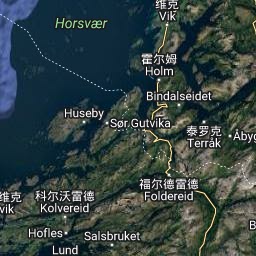 维克
Vik
Horsvær
霍尔姆
Holm
Bindalseidet
Huseby
Sør Gutvika
泰罗克
Terråk
Åby
福尔德雷德
Foldereid
维克
vik
科尔沃雷德
Kolvereid
Hofles
Salsbruket
Lund